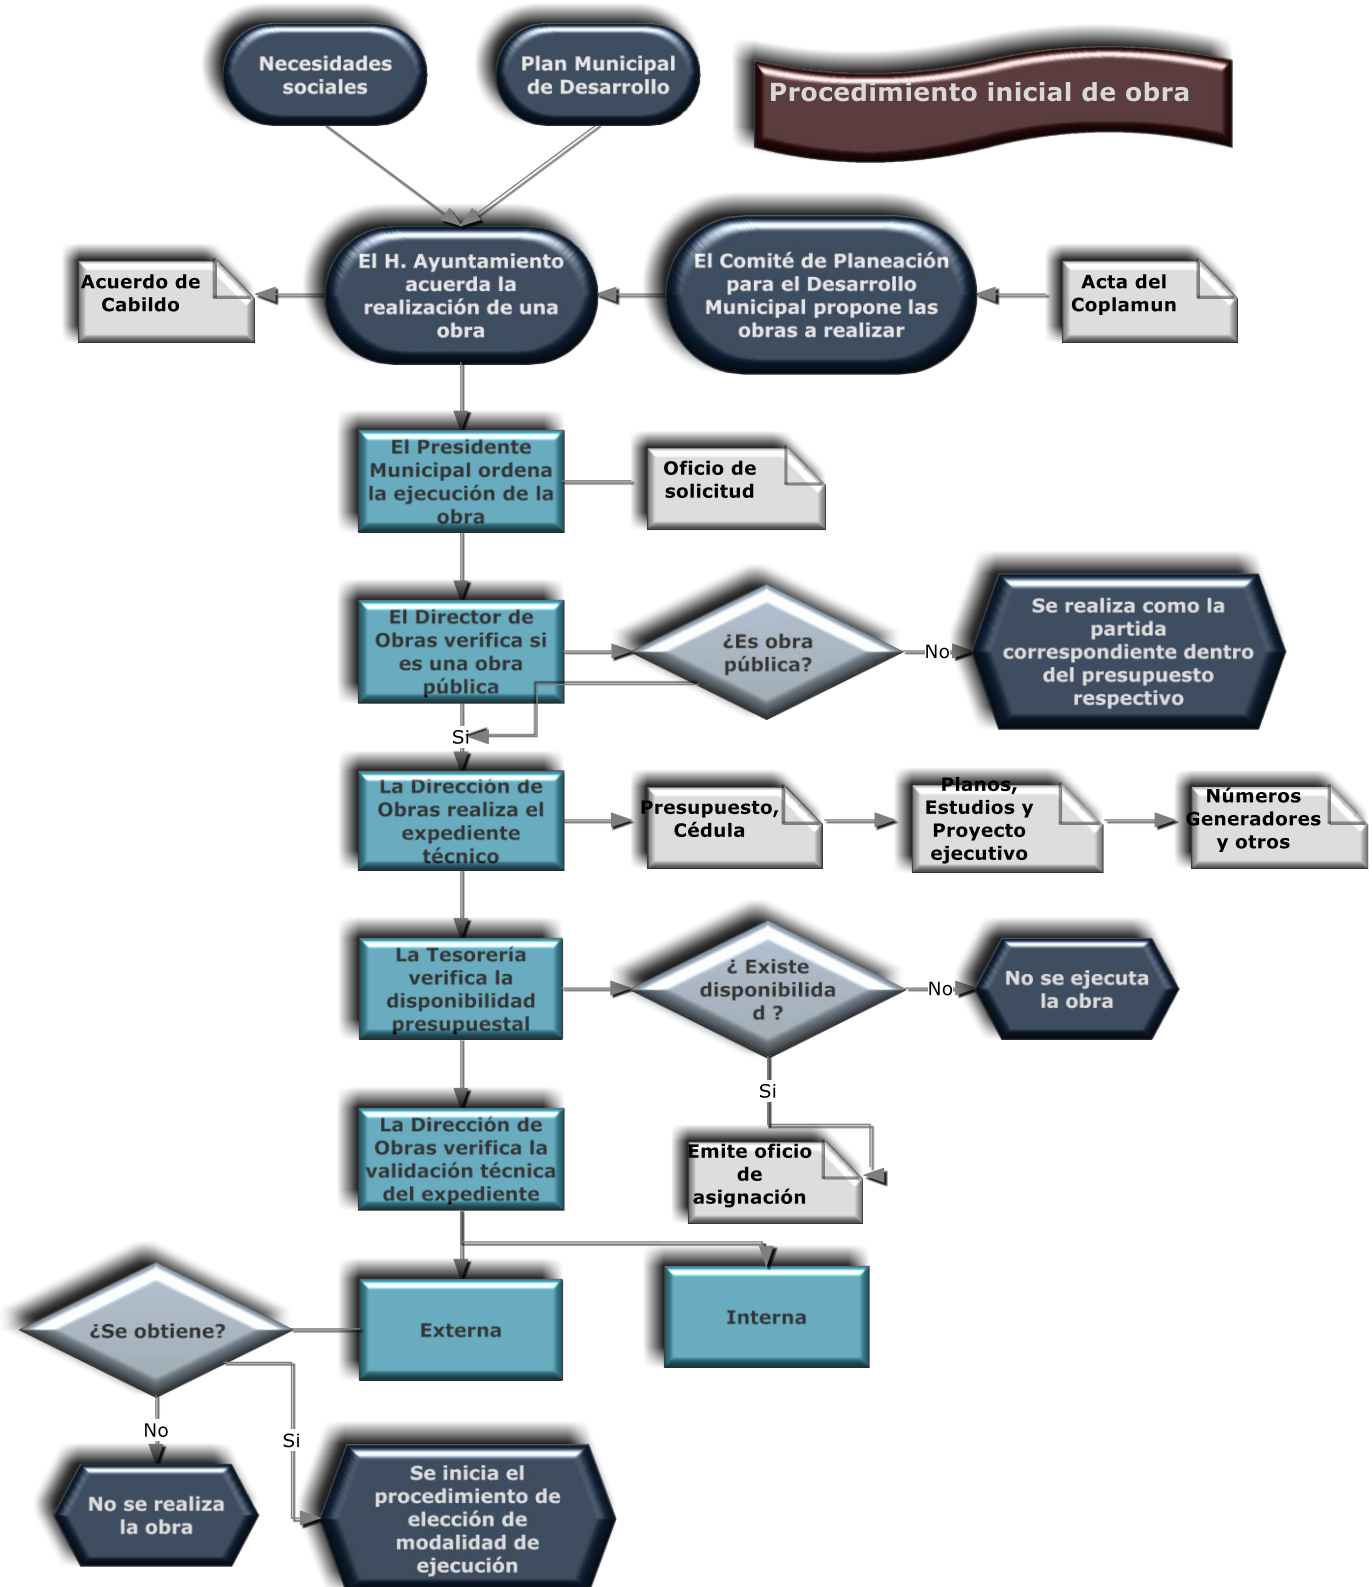 Necesidades
sociales
Plan Municipal
de Desarrollo
Procedimiento inicial de obra
Acuerdo de
Cabildo
El H. Ayuntamiento
acuerda la
realización de una
obra
El Comité de Planeación
para el Desarrollo
Municipal propone las
obras a realizar
Acta del
Coplamun
El Presidente
Municipal ordena
la ejecución de la
obra
Oficio de
solicitud
El Director de
Obras verifica si
es una obra
pública
¿Es obra
pública?
No
Se realiza como la
partida
correspondiente dentro
del presupuesto
respectivo
Si
La Dirección de
Obras realiza el
expediente
técnico
Presupuesto,
Cédula
Planos,
Estudios y
Proyecto
ejecutivo
Números
Generadores
y otros
La Tesorería
verifica la
disponibilidad
presupuestal
¿ Existe
disponibilida
d ?
No
No se ejecuta
la obra
Si
La Dirección de
Obras verifica la
validación técnica
del expediente
Emite oficio
de
asignación
¿Se obtiene?
Externa
Interna
No
Si
No se realiza
la obra
Se inicia el
procedimiento de
elección de
modalidad de
ejecución